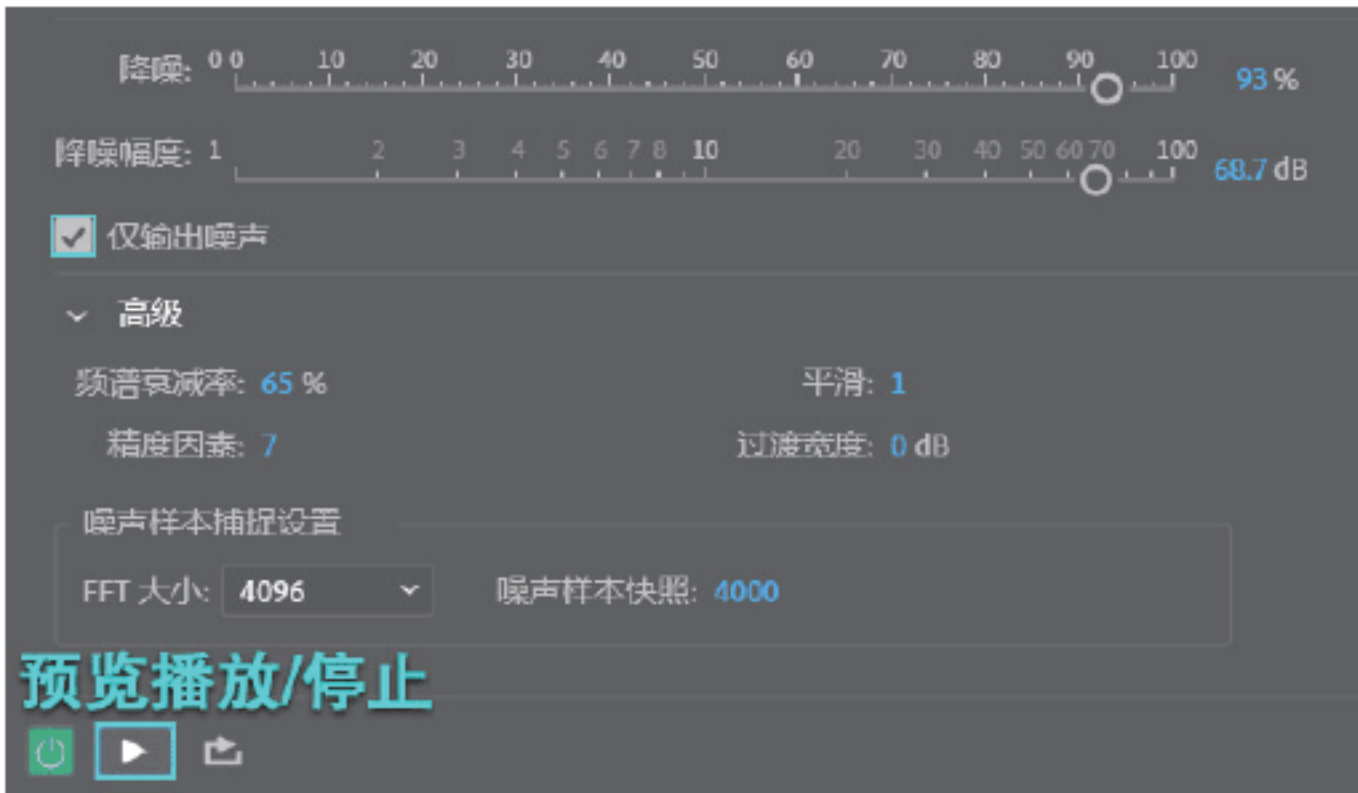 降噪: 0 0 10 20 30 40 50 60 70 80 90 100 93 %
降噪幅度: 1 2 3 4 5 6 7 8 10 20 30 40 50 60 70 100 68.7 dB
仅输出噪声
高级
频谱衰减率: 65 % 平滑: 1
精度因素: 7 过渡宽度: 0 dB
噪声样本捕捉设置
FFT 大小: 4096 噪声样本快照: 4000
预览播放/停止